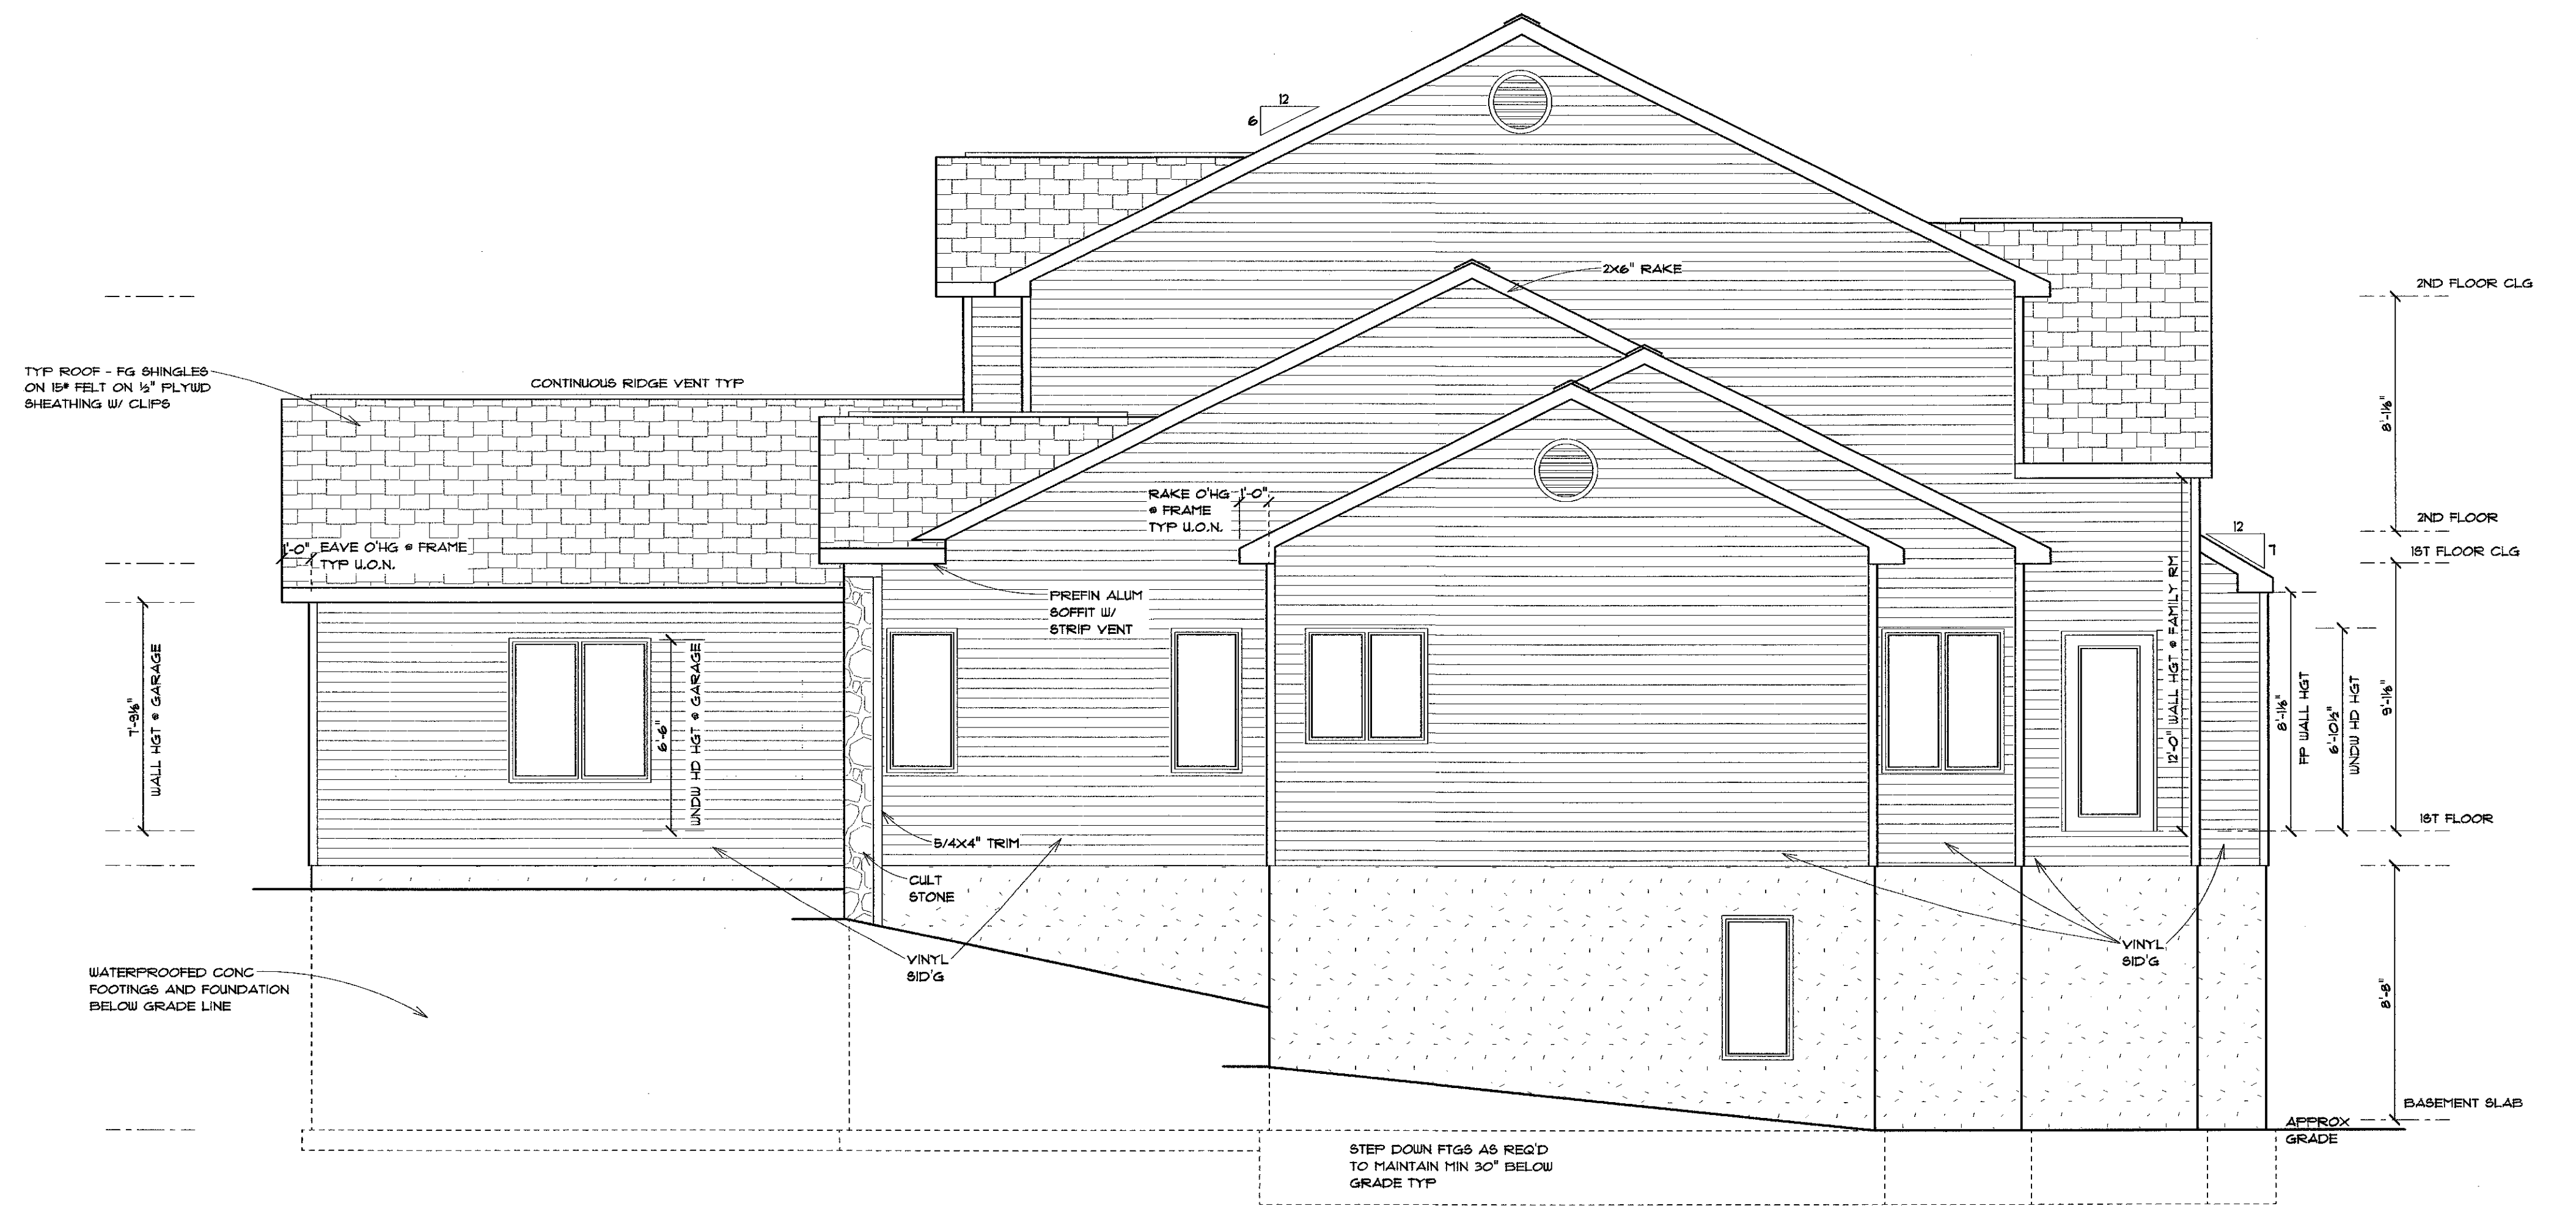 12
6
2X6" RAKE
2ND FLOOR CLG
TYP ROOF - FG SHINGLES
ON 15# FELT ON ½" PLYWD
SHEATHING W/ CLIPS
CONTINUOUS RIDGE VENT TYP
8'-1⅛"
RAKE O'HG 1'-0"
@ FRAME
TYP U.O.N.
2ND FLOOR
12
7
1'-0" EAVE O'HG @ FRAME
TYP U.O.N.
1ST FLOOR CLG
PREFIN ALUM
SOFFIT W/
STRIP VENT
7'-9⅛"
WALL HGT @ GARAGE
6'-6"
WNDW HD HGT @ GARAGE
12'-0" WALL HGT @ FAMILY RM
8'-1⅛"
FP WALL HGT
6'-10½"
WNDW HD HGT
9'-1⅛"
1ST FLOOR
5/4X4" TRIM
CULT
STONE
VINYL
SID'G
VINYL
SID'G
WATERPROOFED CONC
FOOTINGS AND FOUNDATION
BELOW GRADE LINE
8'-8"
BASEMENT SLAB
APPROX
GRADE
STEP DOWN FTGS AS REQ'D
TO MAINTAIN MIN 30" BELOW
GRADE TYP